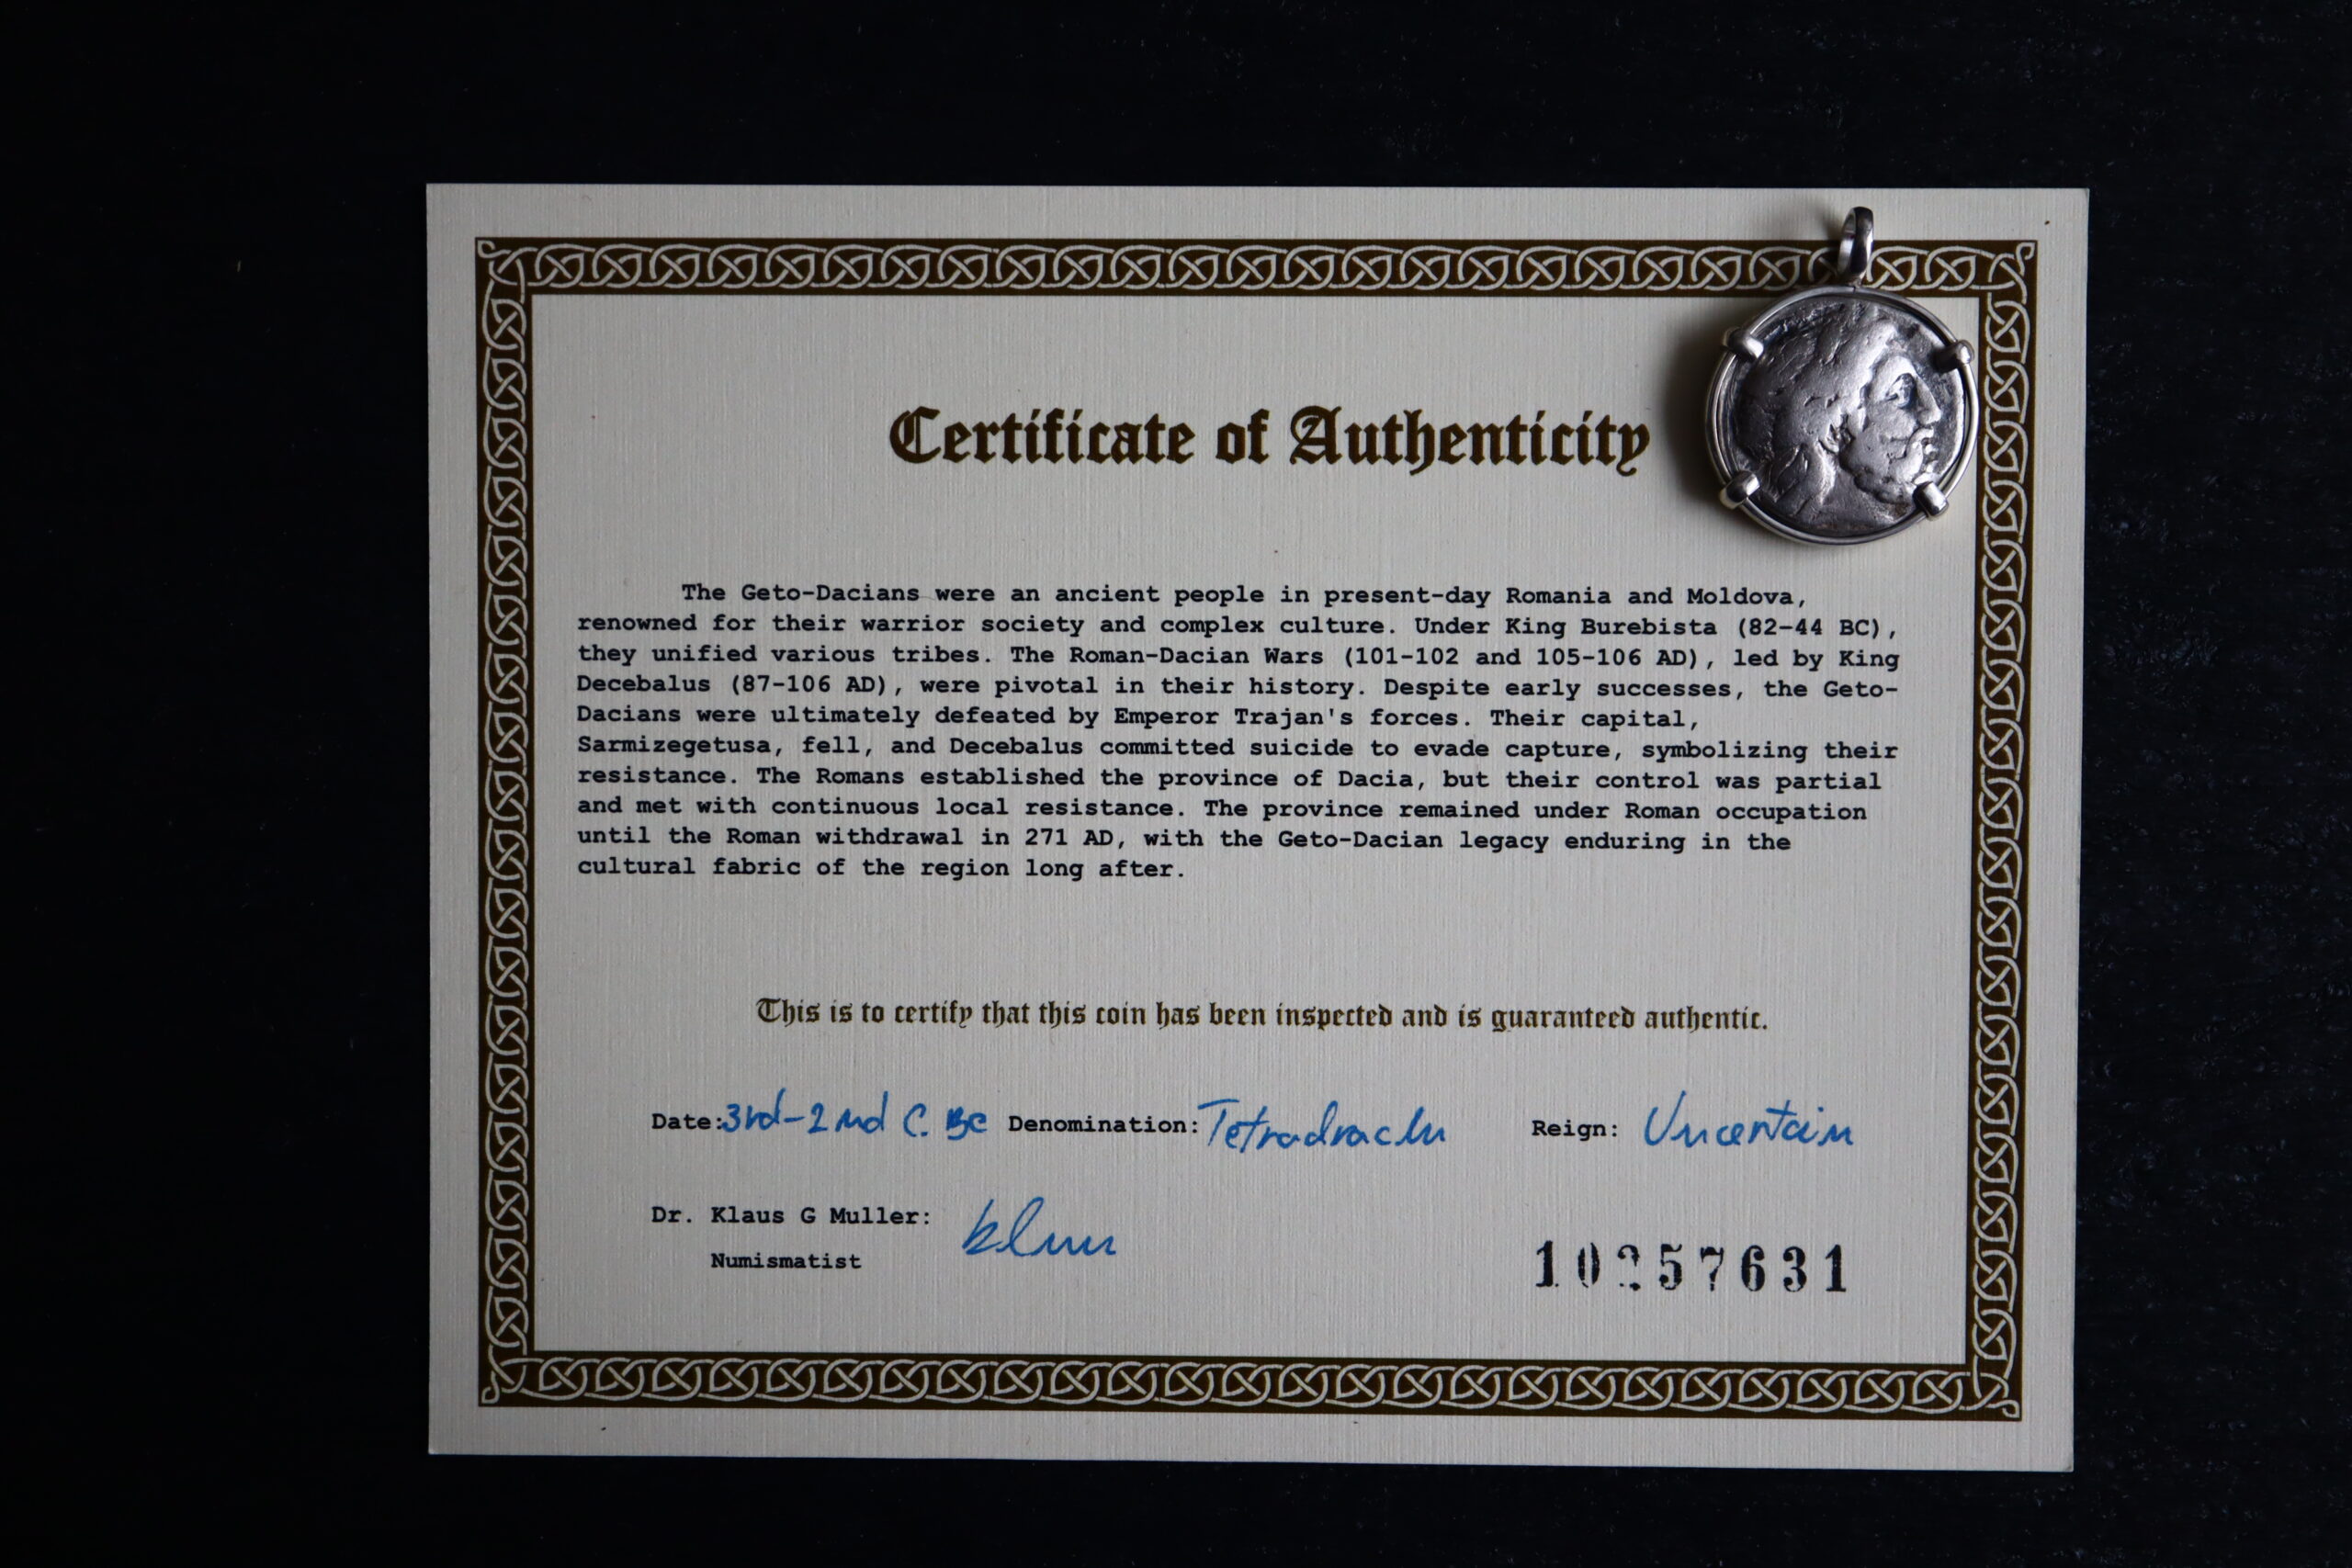 Certificate of Authenticity
The Geto-Dacians were an ancient people in present-day Romania and Moldova,
renowned for their warrior society and complex culture. Under King Burebista (82-44 BC),
they unified various tribes. The Roman-Dacian Wars (101-102 and 105-106 AD), led by King
Decebalus (87-106 AD), were pivotal in their history. Despite early successes, the Geto-
Dacians were ultimately defeated by Emperor Trajan's forces. Their capital,
Sarmizegetusa, fell, and Decebalus committed suicide to evade capture, symbolizing their
resistance. The Romans established the province of Dacia, but their control was partial
and met with continuous local resistance. The province remained under Roman occupation
until the Roman withdrawal in 271 AD, with the Geto-Dacian legacy enduring in the
cultural fabric of the region long after.
This is to certify that this coin has been inspected and is guaranteed authentic.
Date: 3rd-2nd C. BC Denomination: Tetradrachm Reign: Uncertain
Dr. Klaus G Muller:
Numismatist
10257631